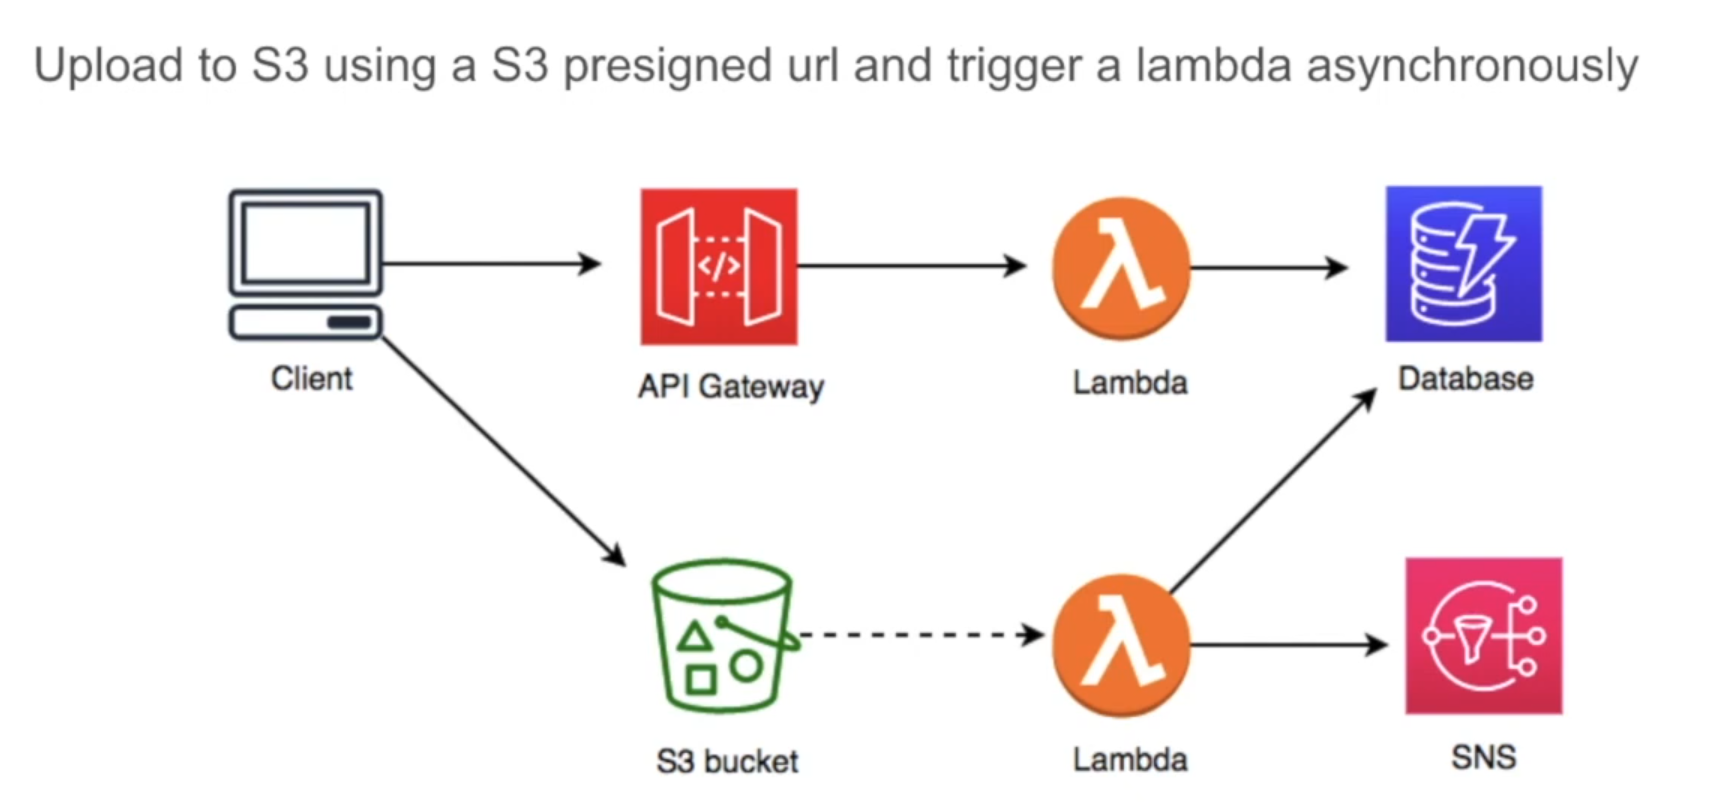 Upload to S3 using a S3 presigned url and trigger a lambda asynchronously
</>
Client
API Gateway
Lambda
Database
S3 bucket
Lambda
SNS